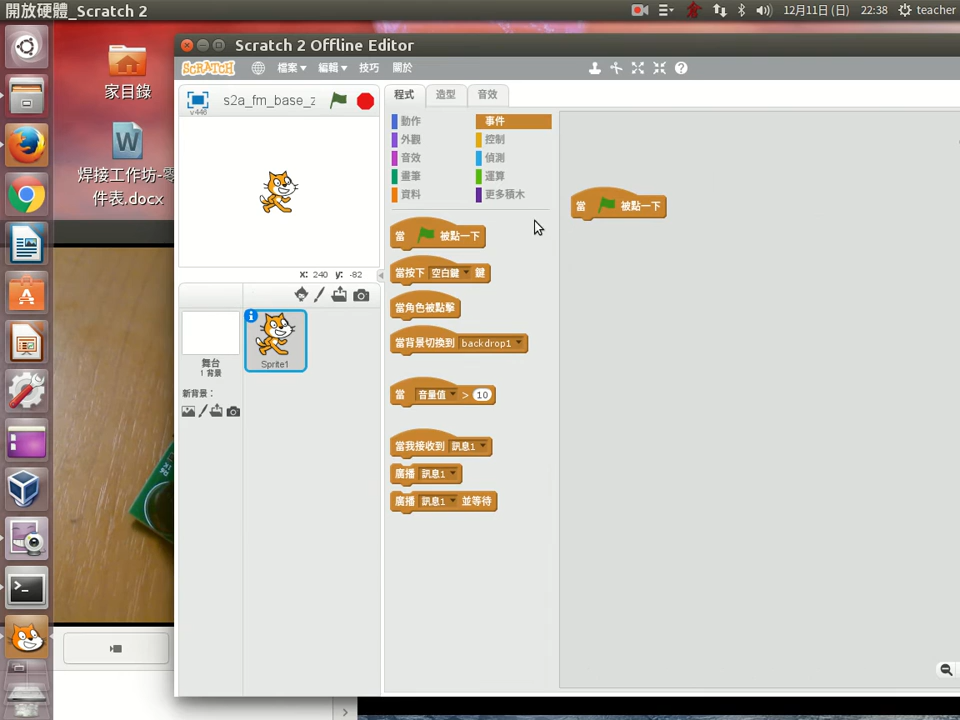 開放硬體_Scratch 2
12月11日 (日) 22:38 teacher
家目錄
焊接工作坊-零
件表.docx
Scratch 2 Offline Editor
SCRATCH 檔案 編輯 技巧 關於
v446 s2a_fm_base_z
程式 造型 音效
動作 事件
外觀 控制
音效 偵測
畫筆 運算
資料 更多積木
當 被點一下
當按下 空白鍵 鍵
當角色被點擊
當背景切換到 backdrop1
當 音量值 > 10
當我接收到 訊息1
廣播 訊息1
廣播 訊息1 並等待
當 被點一下
x: 240 y: -82
舞台
1 背景
新背景：
Sprite1